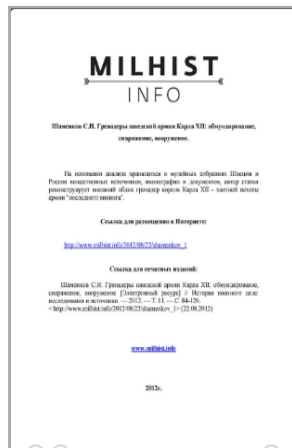 MILHIST
INFO
Шаменков С.И. Гренадеры шведской армии Карла XII: обмундирование,
снаряжение, вооружение.
На основании анализа хранящихся в музейных собраниях Швеции и
России вещественных источников, иконографии и документов, автор статьи
реконструирует внешний облик гренадер короля Карла XII – элитной пехоты
армии "последнего викинга".
Ссылка для размещения в Интернете:
http://www.milhist.info/2012/08/22/shamenkov_1
Ссылка для печатных изданий:
Шаменков С.И. Гренадеры шведской армии Карла XII: обмундирование,
снаряжение, вооружение [Электронный ресурс] // История военного дела:
исследования и источники. — 2012. — Т. II. — С. 84-126.
< http://www.milhist.info/2012/08/22/shamenkov_1> (22.08.2012)
www.milhist.info
2012г.